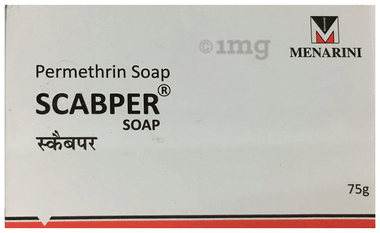 ©1mg
MENARINI
Permethrin Soap
SCABPER®
SOAP
स्कैबपर
75g